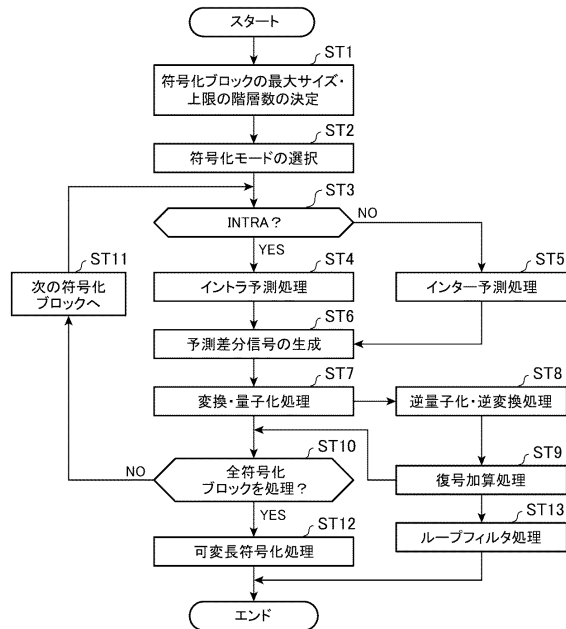 スタート
ST1
符号化ブロックの最大サイズ・
上限の階層数の決定
ST2
符号化モードの選択
ST3
INTRA?
NO
YES
ST11
次の符号化
ブロックへ
ST4
イントラ予測処理
ST5
インター予測処理
ST6
予測差分信号の生成
ST7
変換・量子化処理
ST8
逆量子化・逆変換処理
ST10
全符号化
ブロックを処理?
NO
YES
ST9
復号加算処理
ST12
可変長符号化処理
ST13
ループフィルタ処理
エンド